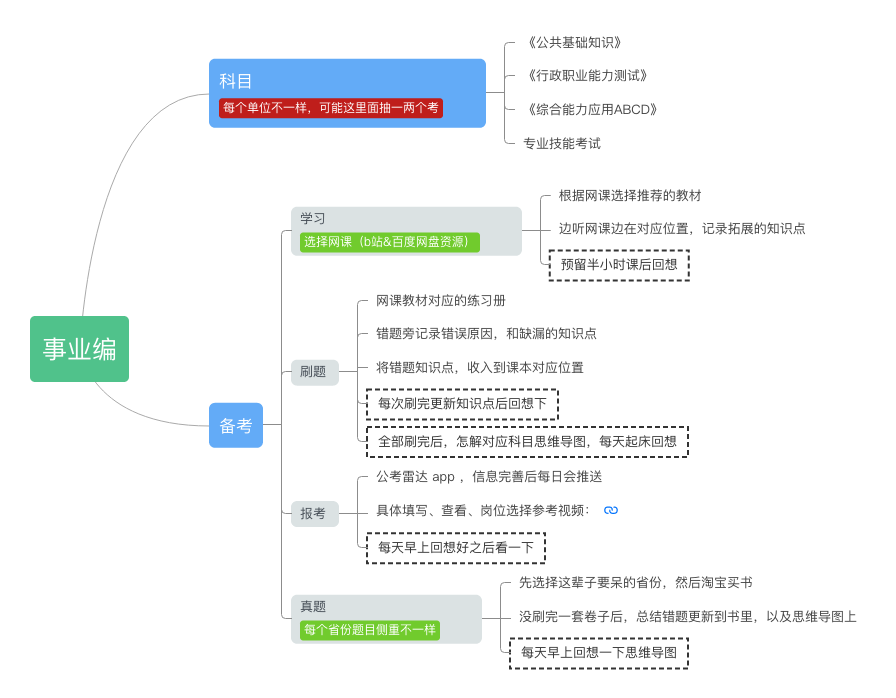 事业编
科目
每个单位不一样，可能这里面抽一两个考
《公共基础知识》
《行政职业能力测试》
《综合能力应用ABCD》
专业技能考试
备考
学习
选择网课（b站&百度网盘资源）
根据网课选择推荐的教材
边听网课边在对应位置，记录拓展的知识点
预留半小时课后回想
刷题
网课教材对应的练习册
错题旁记录错误原因，和缺漏的知识点
将错题知识点，收入到课本对应位置
每次刷完更新知识点后回想下
全部刷完后，怎解对应科目思维导图，每天起床回想
报考
公考雷达 app ，信息完善后每日会推送
具体填写、查看、岗位选择参考视频：
每天早上回想好之后看一下
真题
每个省份题目侧重不一样
先选择这辈子要呆的省份，然后淘宝买书
没刷完一套卷子后，总结错题更新到书里，以及思维导图上
每天早上回想一下思维导图